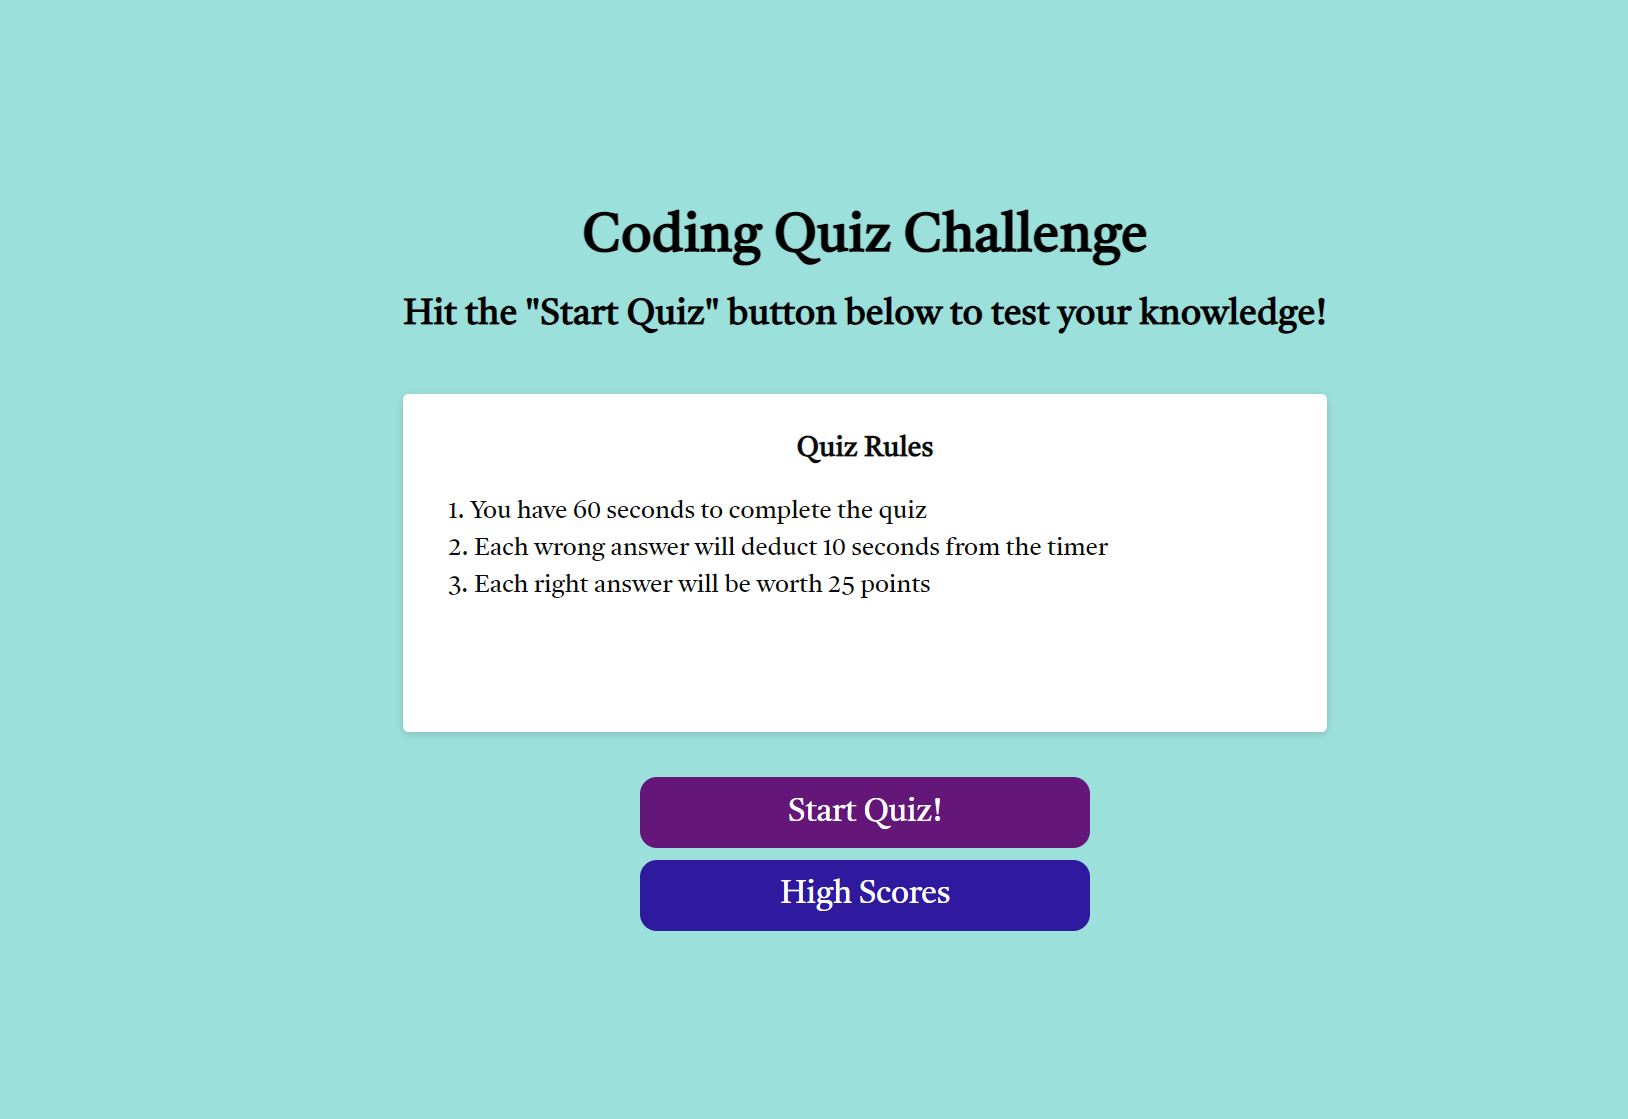 Coding Quiz Challenge
Hit the "Start Quiz" button below to test your knowledge!
Quiz Rules
1. You have 60 seconds to complete the quiz
2. Each wrong answer will deduct 10 seconds from the timer
3. Each right answer will be worth 25 points
Start Quiz!
High Scores